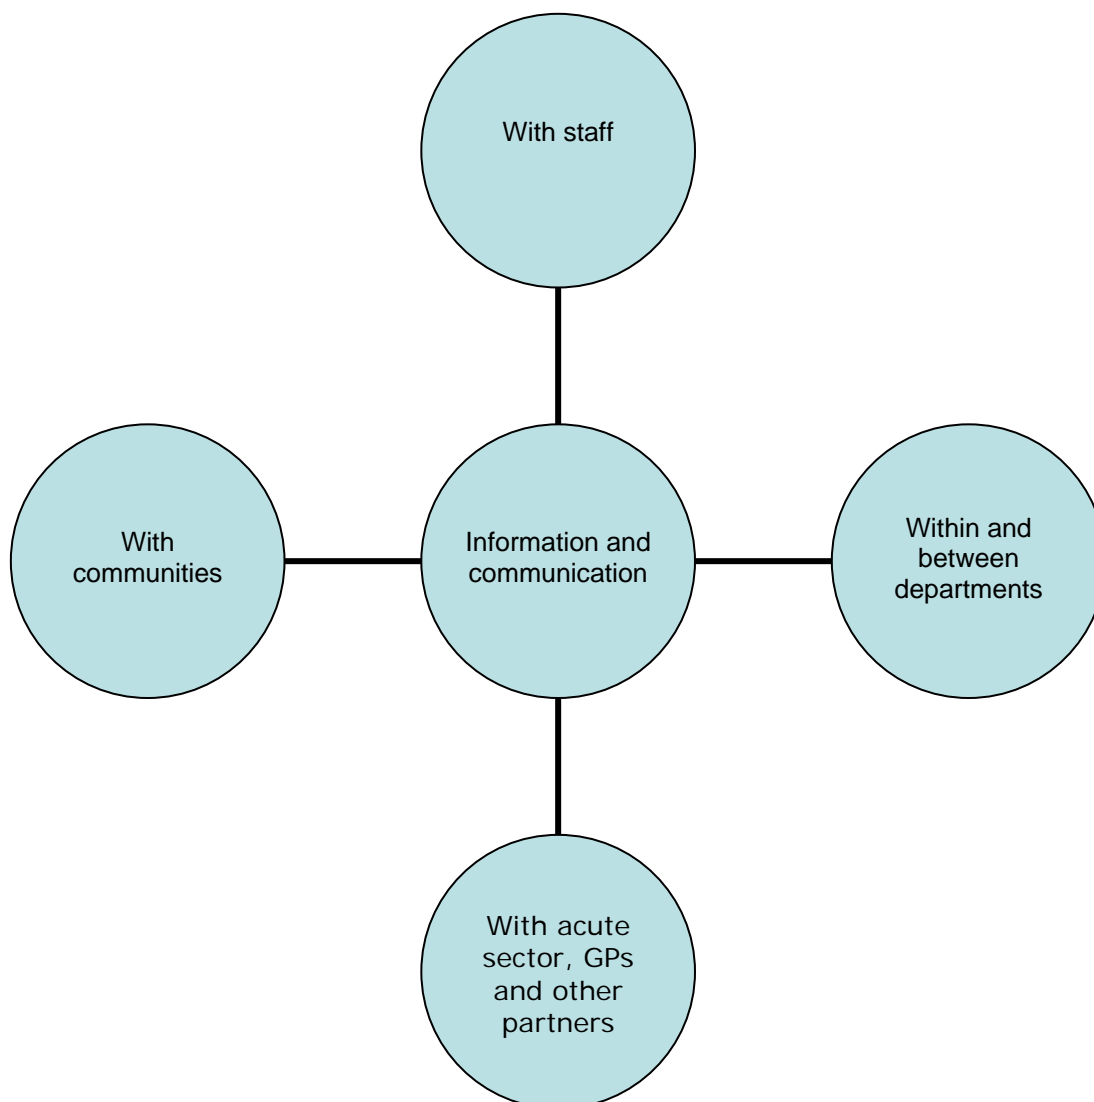 With staff
With
communities
Information and
communication
Within and
between
departments
With acute
sector, GPs
and other
partners